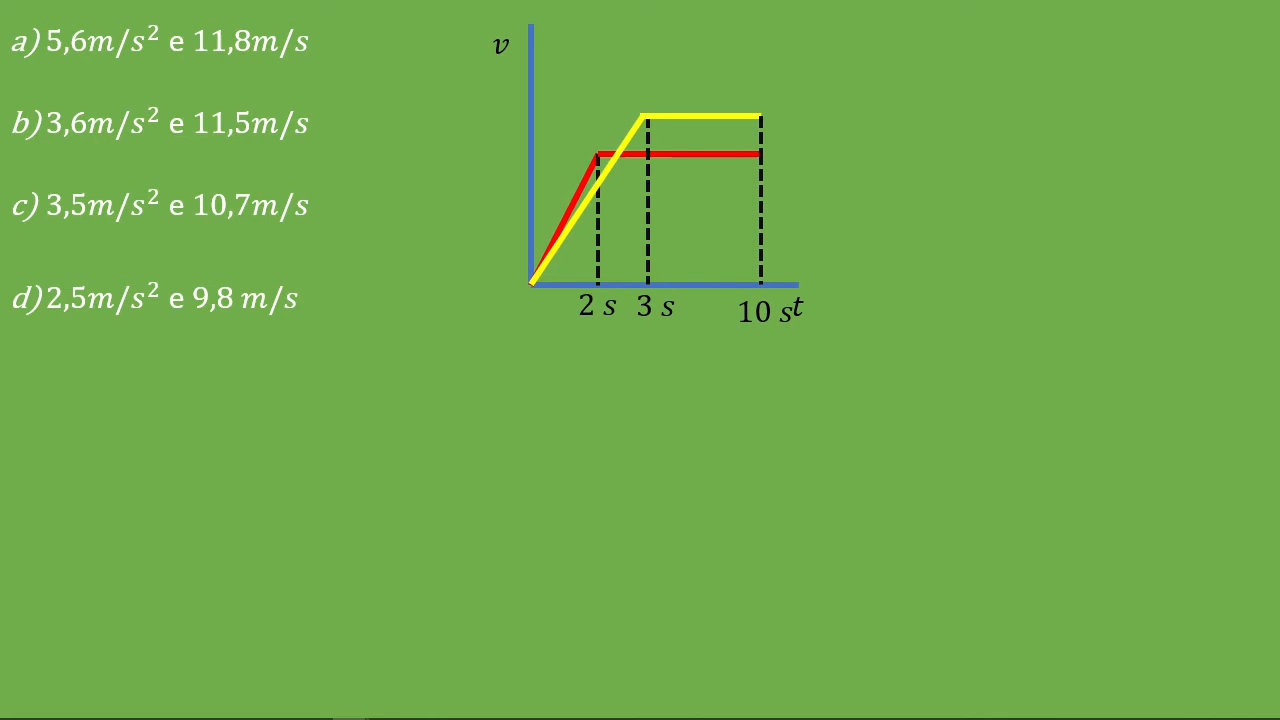 a) 5,6m/s² e 11,8m/s
b) 3,6m/s² e 11,5m/s
c) 3,5m/s² e 10,7m/s
d) 2,5m/s² e 9,8 m/s
v
2 s
3 s
10 s
t